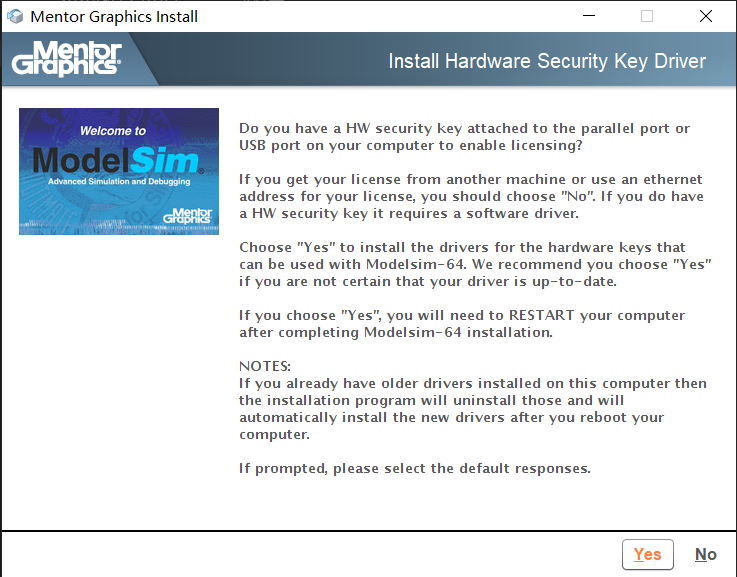 Mentor Graphics Install
Mentor
Graphics®
Install Hardware Security Key Driver
Welcome to
ModelSim®
Advanced Simulation and Debugging
Mentor
Graphics
Do you have a HW security key attached to the parallel port or
USB port on your computer to enable licensing?
If you get your license from another machine or use an ethernet
address for your license, you should choose "No". If you do have
a HW security key it requires a software driver.
Choose "Yes" to install the drivers for the hardware keys that
can be used with Modelsim-64. We recommend you choose "Yes"
if you are not certain that your driver is up-to-date.
If you choose "Yes", you will need to RESTART your computer
after completing Modelsim-64 installation.
NOTES:
If you already have older drivers installed on this computer then
the installation program will uninstall those and will
automatically install the new drivers after you reboot your
computer.
If prompted, please select the default responses.
Yes
No